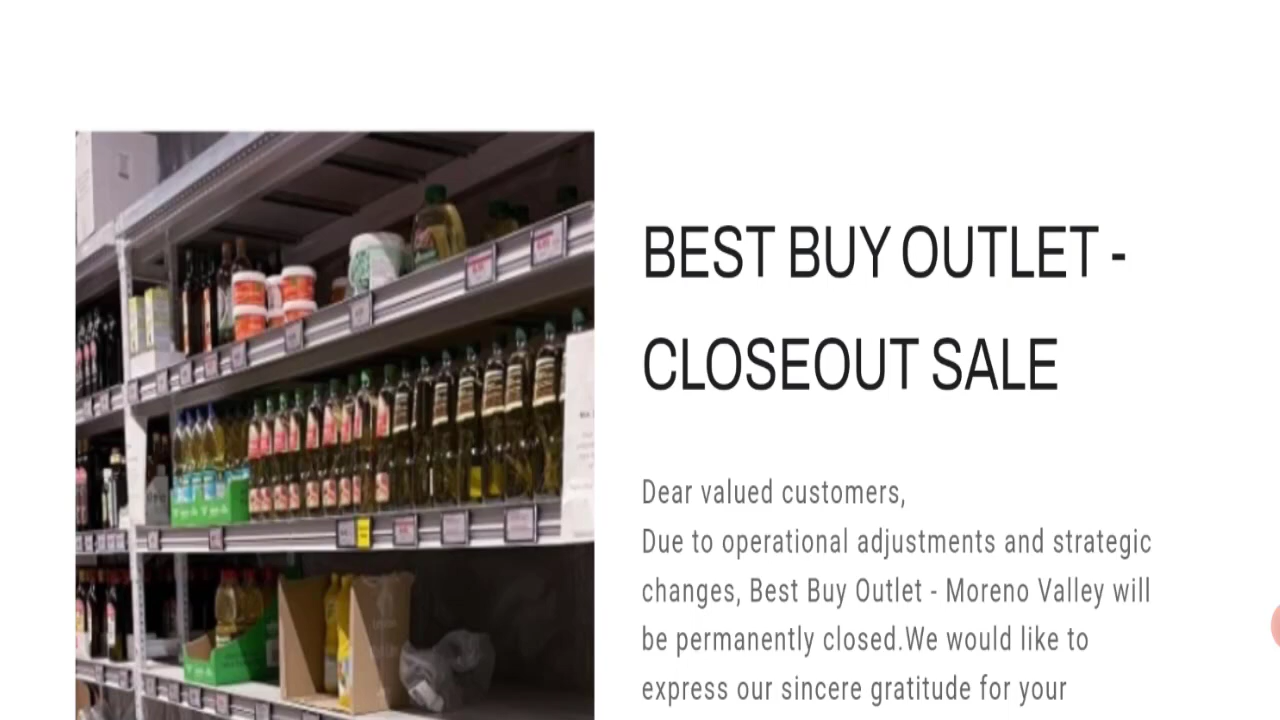 BEST BUY OUTLET -
CLOSEOUT SALE
Dear valued customers,
Due to operational adjustments and strategic
changes, Best Buy Outlet - Moreno Valley will
be permanently closed.We would like to
express our sincere gratitude for your